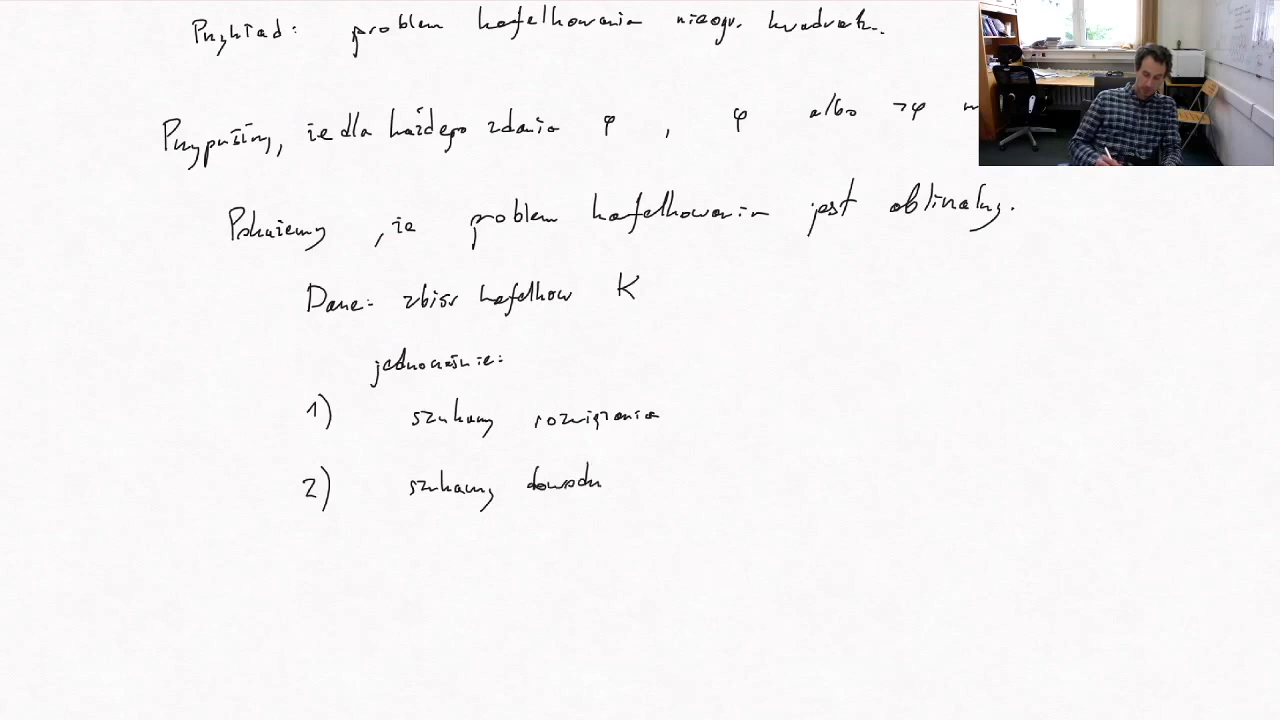 Przykład: problem kafelkowania nieogr. kwadrat..
Przypuśćmy, że dla każdego zdania φ, φ albo ¬φ m
Pokażemy, że problem kafelkowania jest obliczalny.
Dane: zbiór kafelków K
jednocześnie:
1) szukamy rozwiązania
2) szukamy dowodu